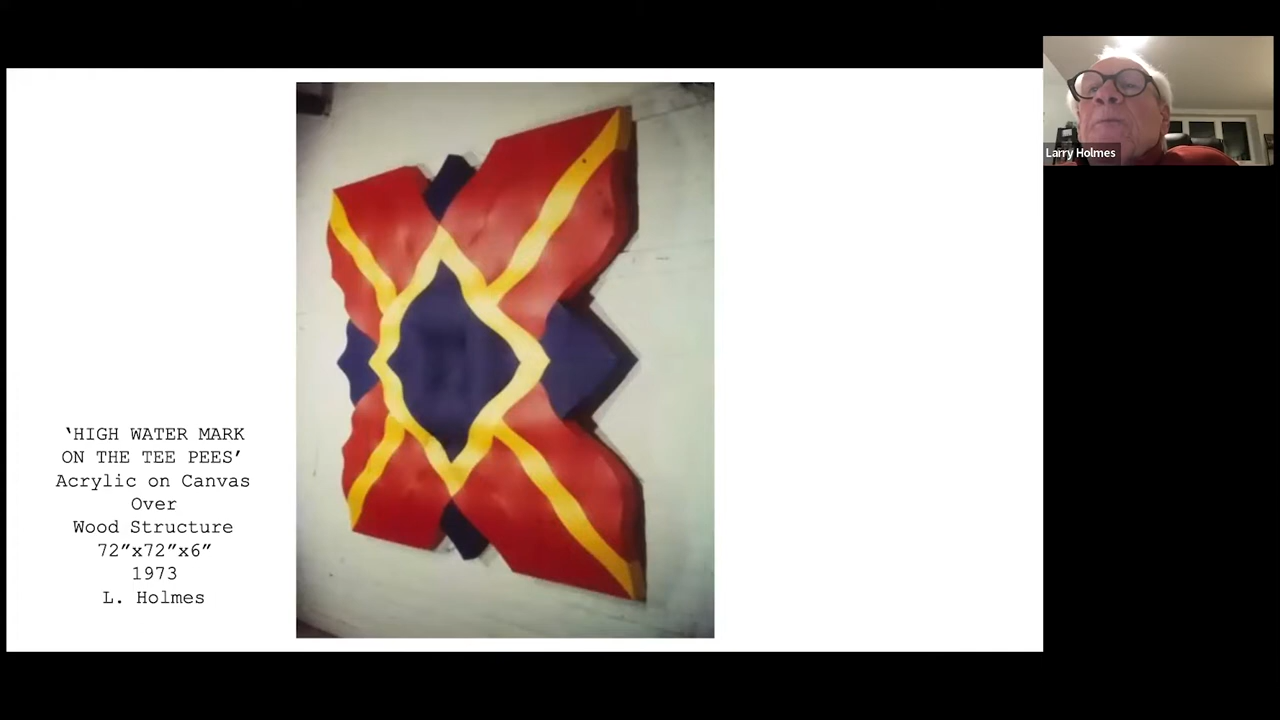 ‘HIGH WATER MARK
ON THE TEE PEES’
Acrylic on Canvas
Over
Wood Structure
72”x72”x6”
1973
L. Holmes
Larry Holmes